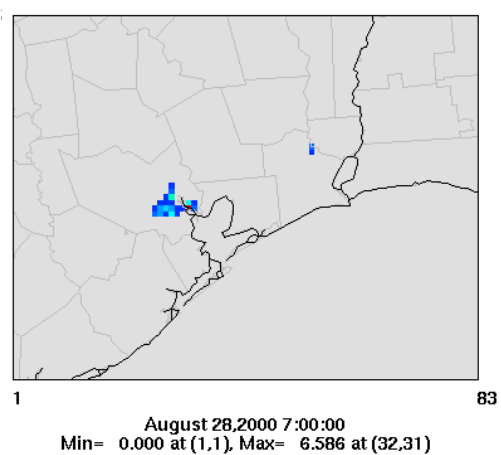 1 83
August 28,2000 7:00:00
Min= 0.000 at (1,1), Max= 6.586 at (32,31)